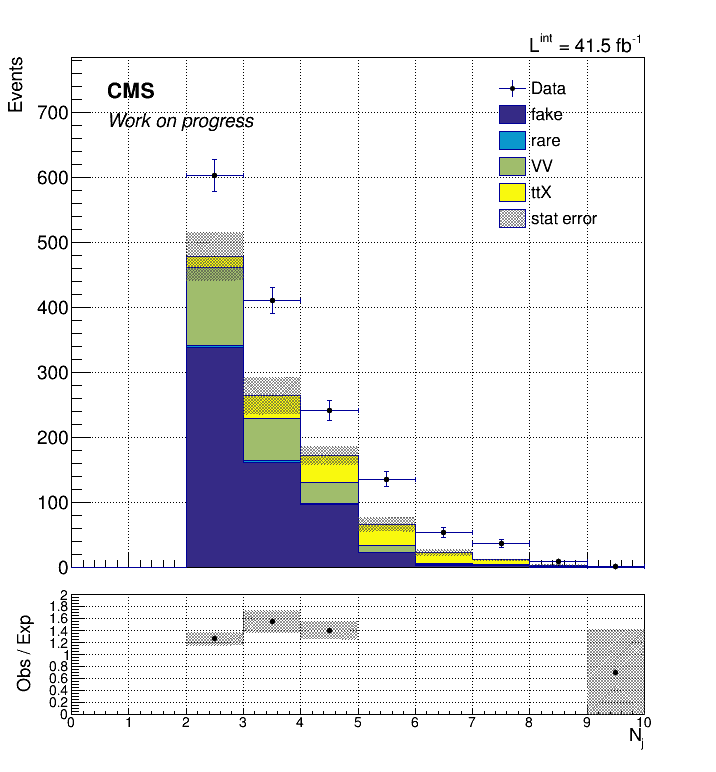 L^int = 41.5 fb^-1
Events
CMS
Work on progress
Data
fake
rare
VV
ttX
stat error
700
600
500
400
300
200
100
0
Obs / Exp
2
1.8
1.6
1.4
1.2
1
0.8
0.6
0.4
0.2
0
0 1 2 3 4 5 6 7 8 9 10
N_j